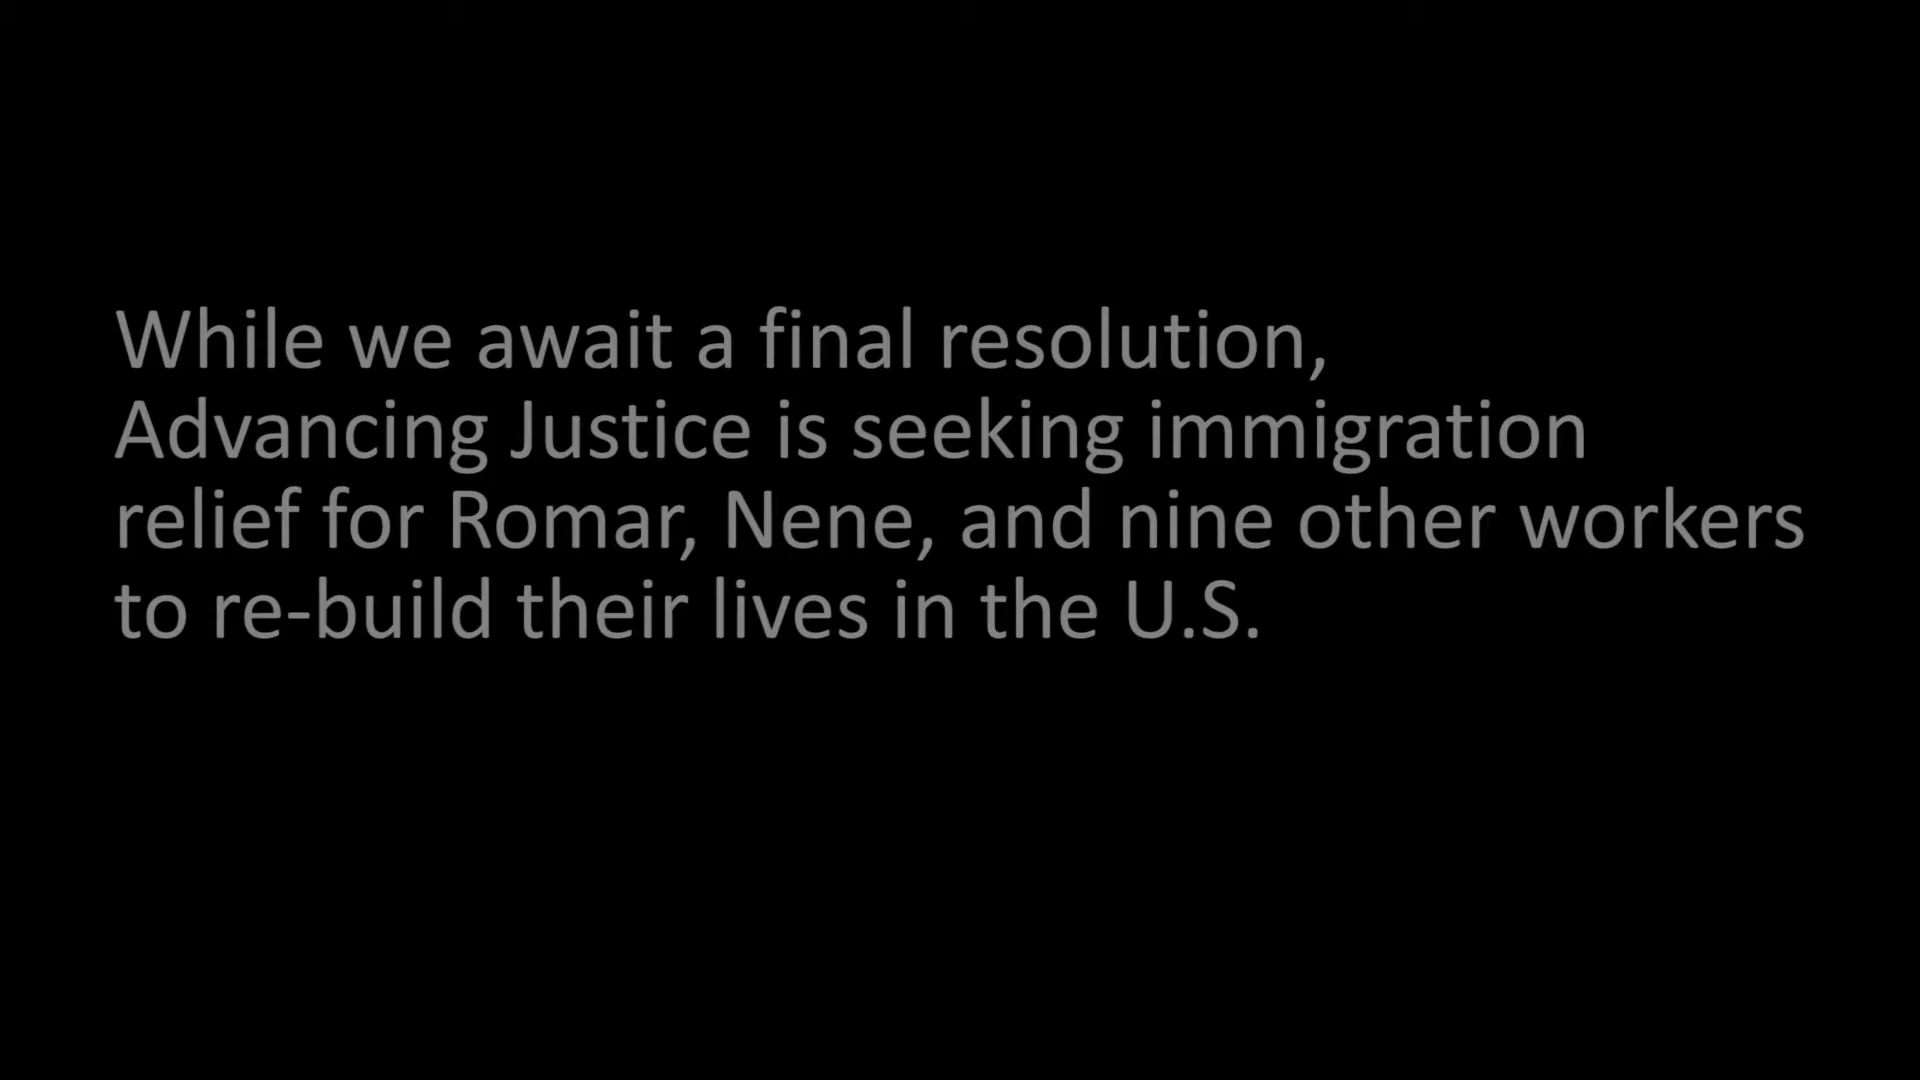 While we await a final resolution,
Advancing Justice is seeking immigration
relief for Romar, Nene, and nine other workers
to re-build their lives in the U.S.